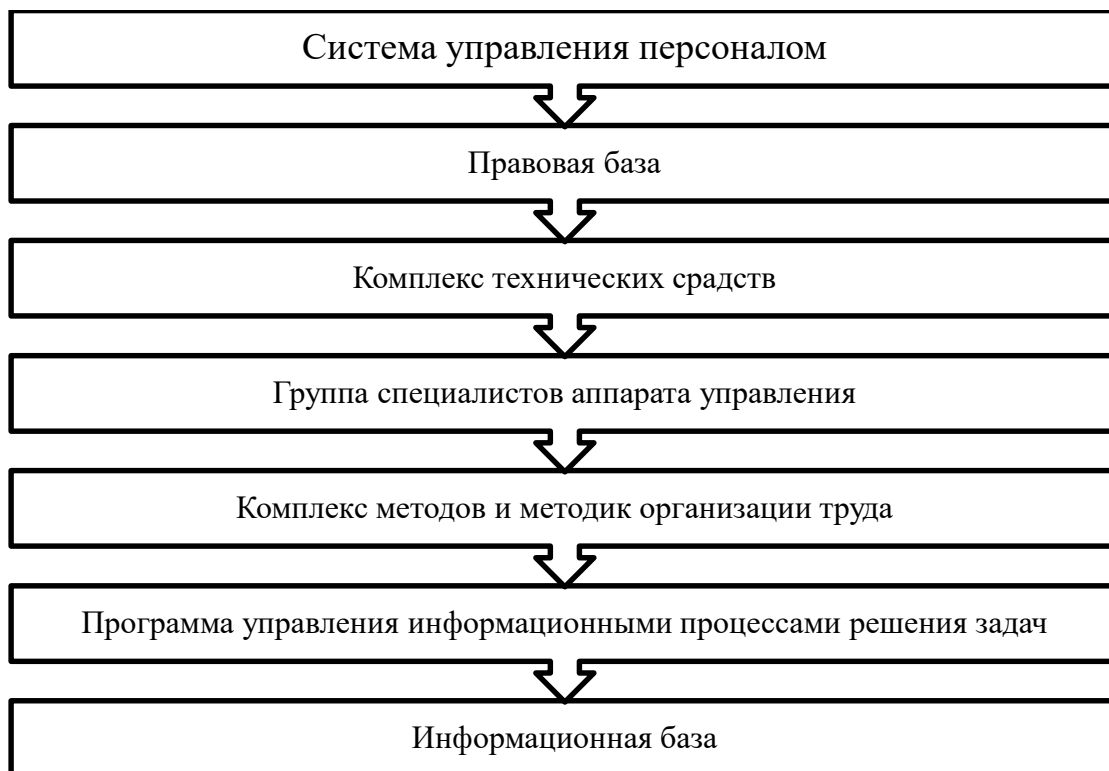 Система управления персоналом
Правовая база
Комплекс технических срадств
Группа специалистов аппарата управления
Комплекс методов и методик организации труда
Программа управления информационными процессами решения задач
Информационная база